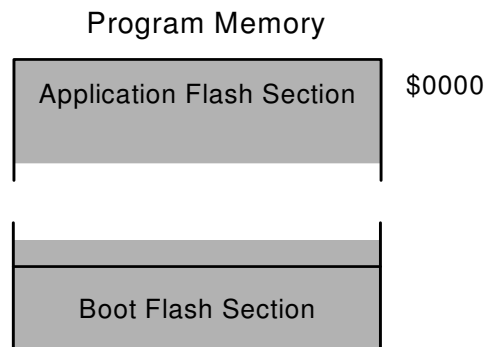 Program Memory
Application Flash Section
$0000
Boot Flash Section